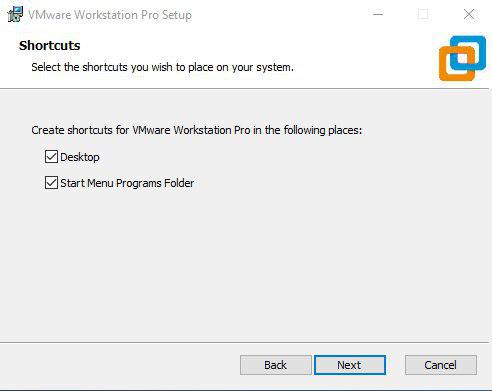 VMware Workstation Pro Setup
Shortcuts
Select the shortcuts you wish to place on your system.
Create shortcuts for VMware Workstation Pro in the following places:
Desktop
Start Menu Programs Folder
Back Next Cancel